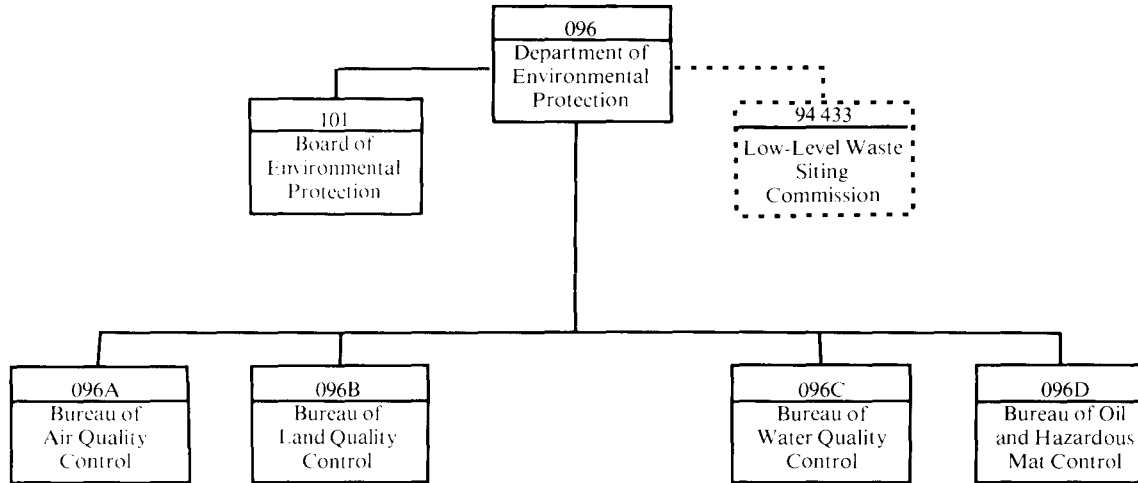 096
Department of
Environmental
Protection
101
Board of
Environmental
Protection
94 433
Low-Level Waste
Siting
Commission
096A
Bureau of
Air Quality
Control
096B
Bureau of
Land Quality
Control
096C
Bureau of
Water Quality
Control
096D
Bureau of Oil
and Hazardous
Mat Control